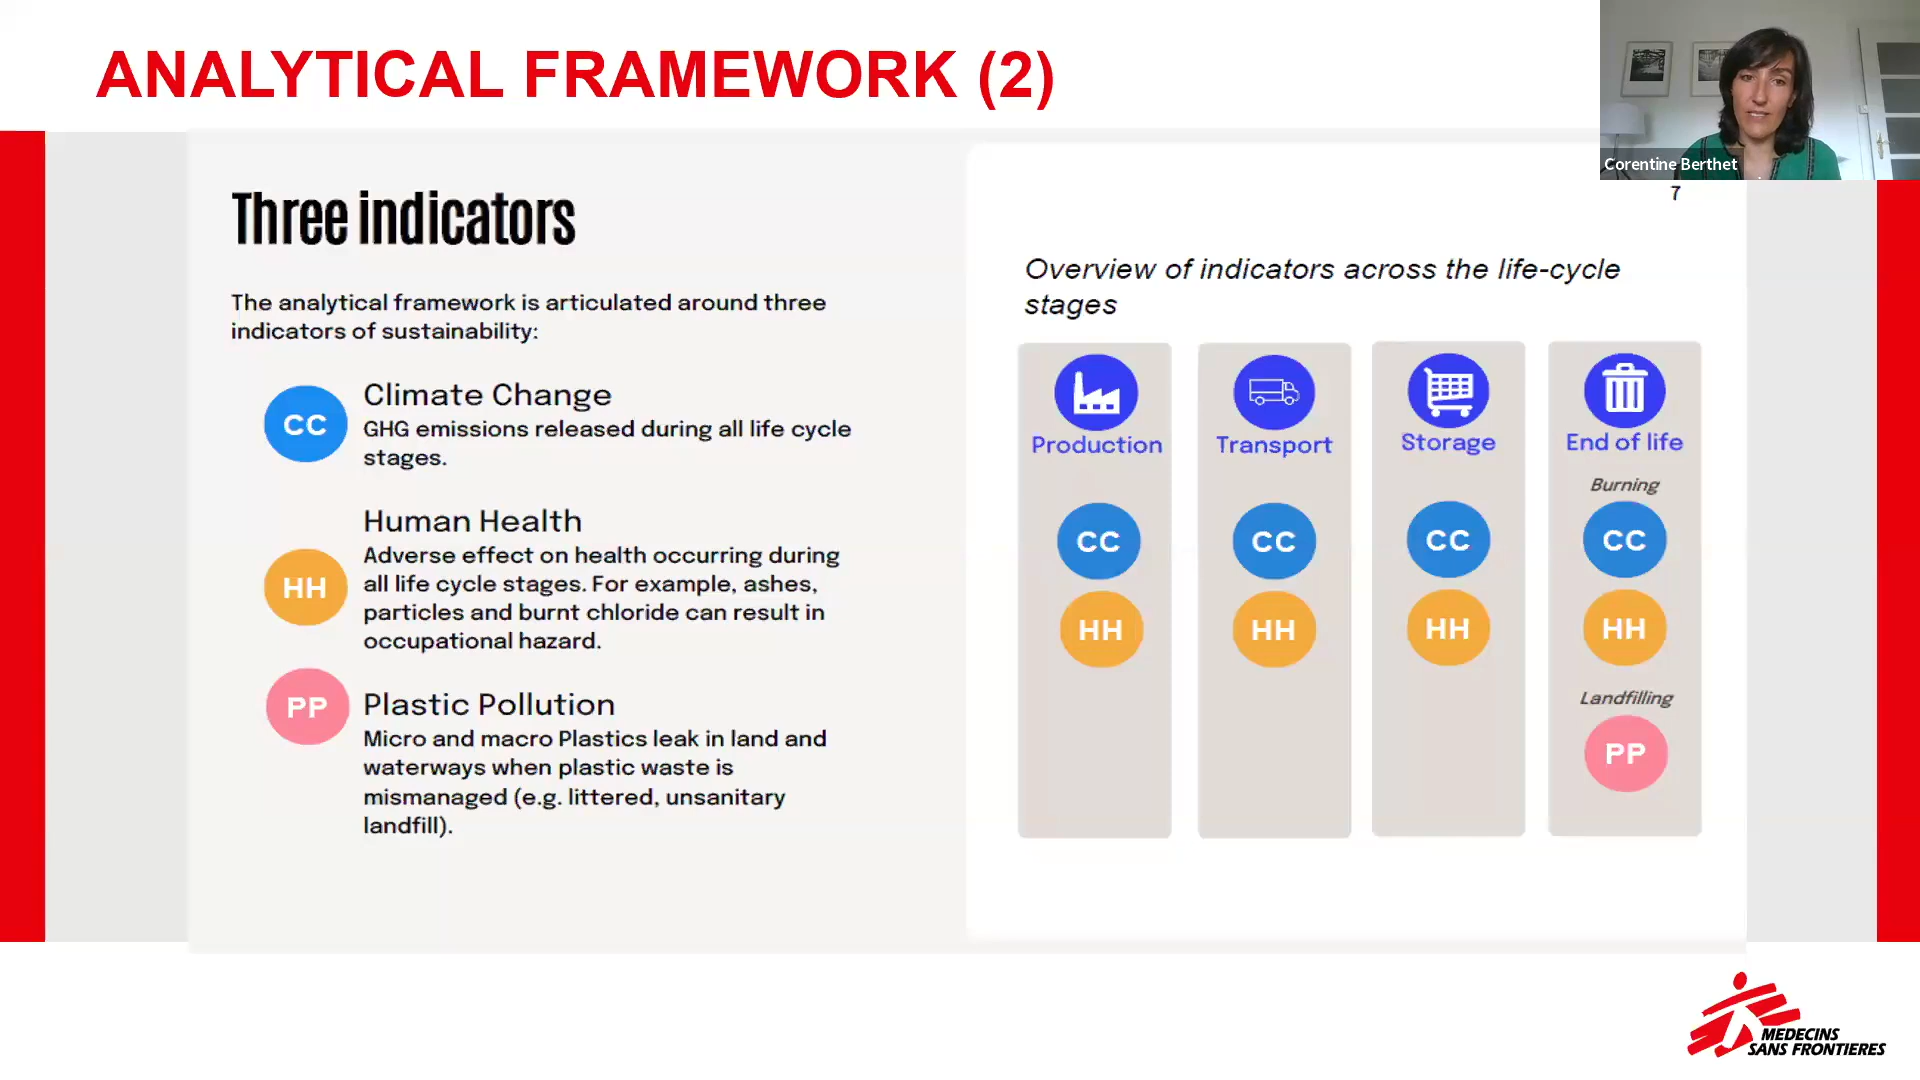 ANALYTICAL FRAMEWORK (2)
Corentine Berthet
7
Three indicators
The analytical framework is articulated around three
indicators of sustainability:
CC
Climate Change
GHG emissions released during all life cycle
stages.
HH
Human Health
Adverse effect on health occurring during
all life cycle stages. For example, ashes,
particles and burnt chloride can result in
occupational hazard.
PP
Plastic Pollution
Micro and macro Plastics leak in land and
waterways when plastic waste is
mismanaged (e.g. littered, unsanitary
landfill).
Overview of indicators across the life-cycle
stages
Production
CC
HH
Transport
CC
HH
Storage
CC
HH
End of life
Burning
CC
HH
Landfilling
PP
MEDECINS
SANS FRONTIERES